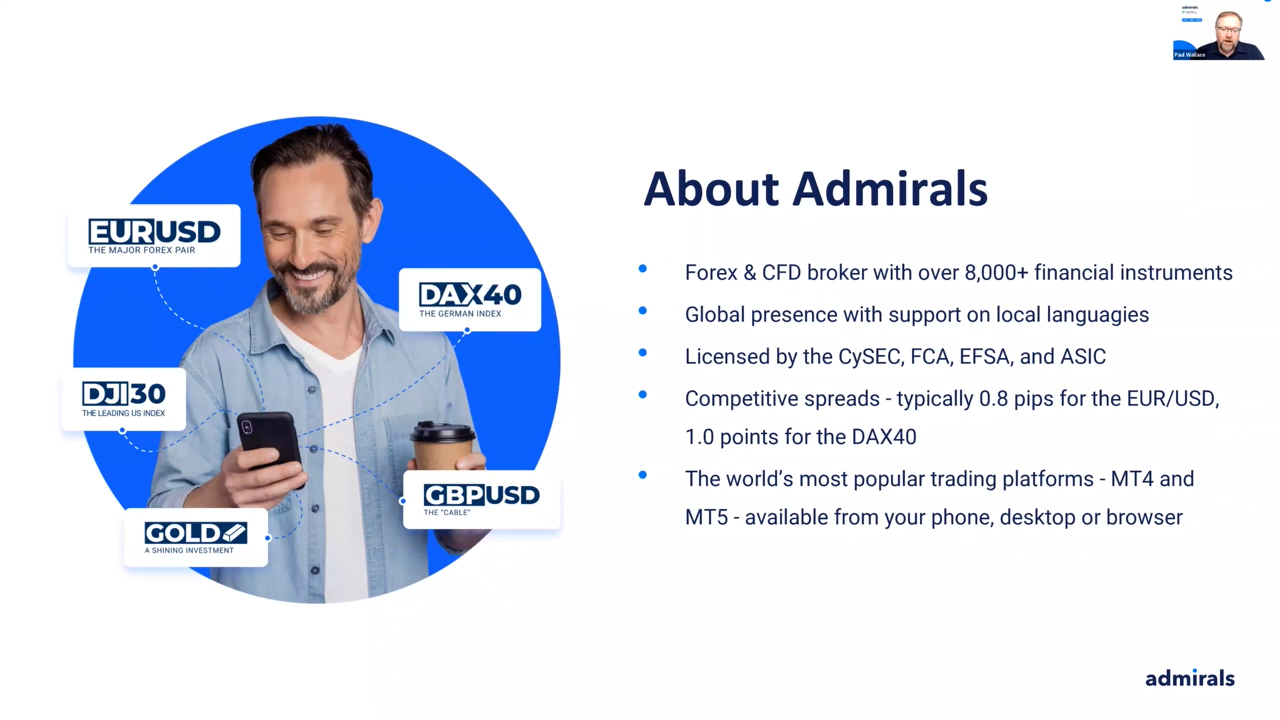 admirals
Paul Wallace
EURUSD
THE MAJOR FOREX PAIR
DAX40
THE GERMAN INDEX
DJI30
THE LEADING US INDEX
GBPUSD
THE "CABLE"
GOLD
A SHINING INVESTMENT
About Admirals
• Forex & CFD broker with over 8,000+ financial instruments
• Global presence with support on local languagies
• Licensed by the CySEC, FCA, EFSA, and ASIC
• Competitive spreads - typically 0.8 pips for the EUR/USD,
1.0 points for the DAX40
• The world’s most popular trading platforms - MT4 and
MT5 - available from your phone, desktop or browser
admirals